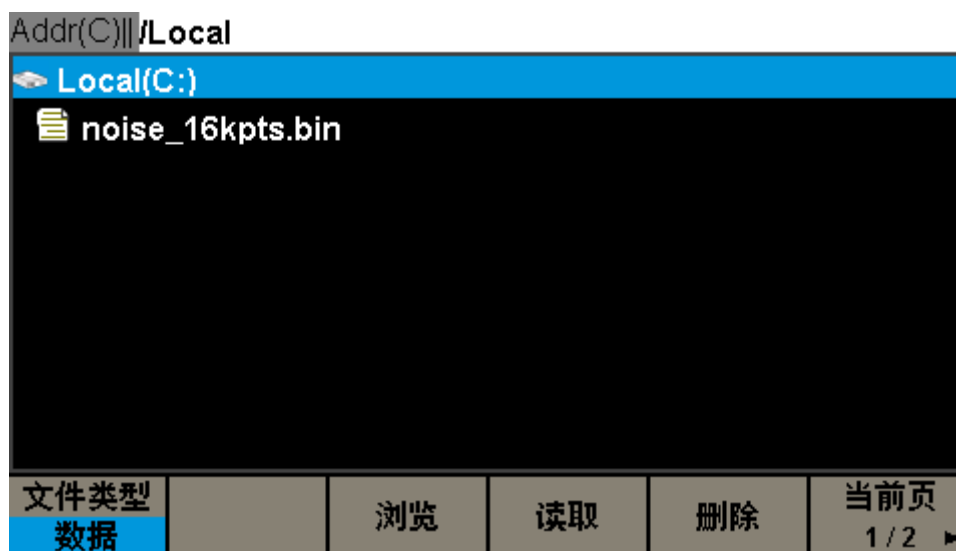 Addr(C)|| /Local
Local(C:)
noise_16kpts.bin
文件类型
数据
浏览
读取
删除
当前页
1/2